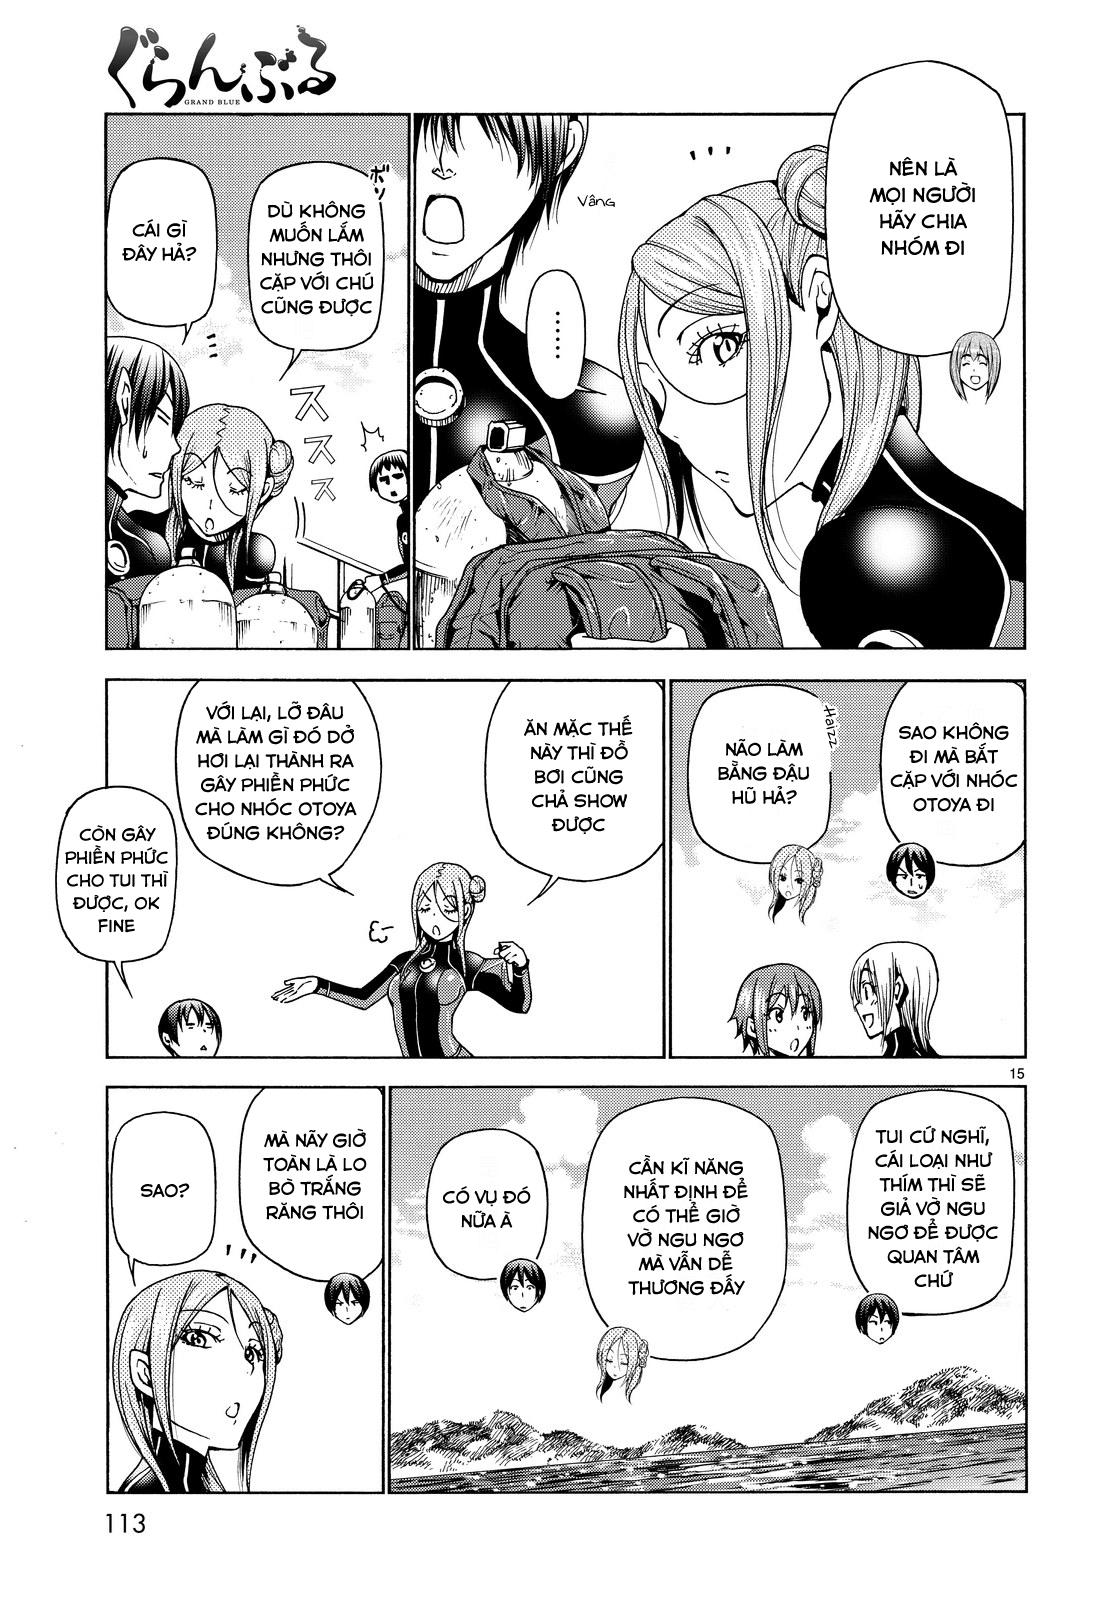 ぐらんぶる
GRAND BLUE
NÊN LÀ
MỌI NGƯỜI
HÃY CHIA
NHÓM ĐI
Vâng
……
ボソ
DÙ KHÔNG
MUỐN LẮM
NHƯNG THÔI
CẶP VỚI CHÚ
CŨNG ĐƯỢC
ススス
CÁI GÌ
ĐÂY HẢ?
SAO KHÔNG
ĐI MÀ BẮT
CẶP VỚI NHÓC
OTOYA ĐI
Haizz
NÃO LÀM
BẰNG ĐẬU
HŨ HẢ?
ĂN MẶC THẾ
NÀY THÌ ĐỒ
BƠI CŨNG
CHẢ SHOW
ĐƯỢC
VỚI LẠI, LỠ ĐÂU
MÀ LÀM GÌ ĐÓ DỞ
HƠI LẠI THÀNH RA
GÂY PHIỀN PHỨC
CHO NHÓC OTOYA
ĐÚNG KHÔNG?
CÒN GÂY
PHIỀN PHỨC
CHO TUI THÌ
ĐƯỢC, OK
FINE
15
TUI CỨ NGHĨ,
CÁI LOẠI NHƯ
THÍM THÌ SẼ
GIẢ VỜ NGU
NGƠ ĐỂ ĐƯỢC
QUAN TÂM
CHỨ
CẦN KĨ NĂNG
NHẤT ĐỊNH ĐỂ
CÓ THỂ GIỜ
VỜ NGU NGƠ
MÀ VẪN DỄ
THƯƠNG ĐẤY
CÓ VỤ ĐÓ
NỮA À
MÀ NÃY GIỜ
TOÀN LÀ LO
BÒ TRẮNG
RĂNG THÔI
SAO?
113